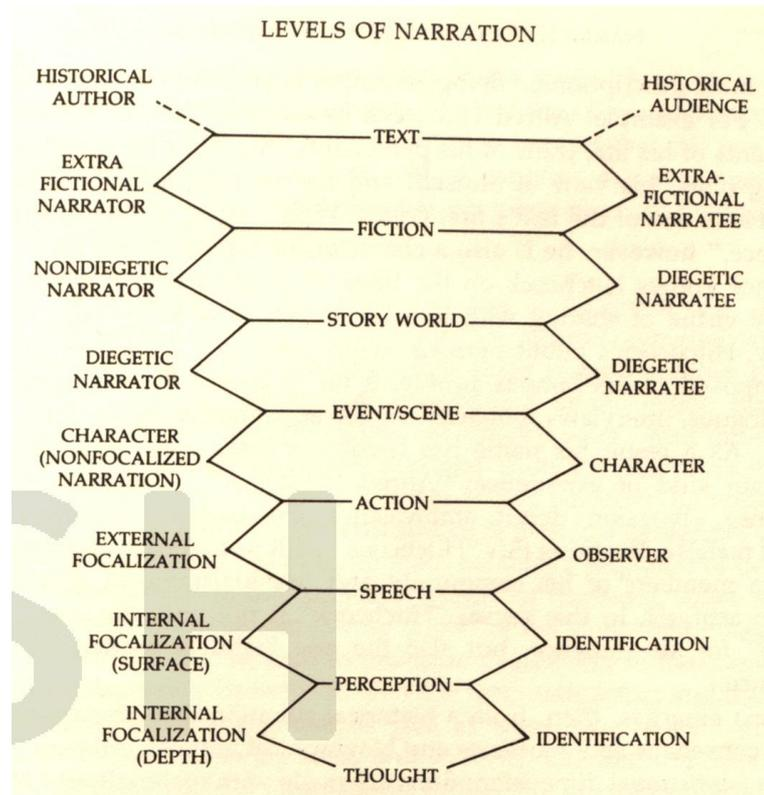 LEVELS OF NARRATION
HISTORICAL
AUTHOR
HISTORICAL
AUDIENCE
TEXT
EXTRA
FICTIONAL
NARRATOR
EXTRA-
FICTIONAL
NARRATEE
FICTION
NONDIEGETIC
NARRATOR
DIEGETIC
NARRATEE
STORY WORLD
DIEGETIC
NARRATOR
DIEGETIC
NARRATEE
EVENT/SCENE
CHARACTER
(NONFOCALIZED
NARRATION)
CHARACTER
ACTION
EXTERNAL
FOCALIZATION
OBSERVER
SPEECH
INTERNAL
FOCALIZATION
(SURFACE)
IDENTIFICATION
PERCEPTION
INTERNAL
FOCALIZATION
(DEPTH)
IDENTIFICATION
THOUGHT
SH